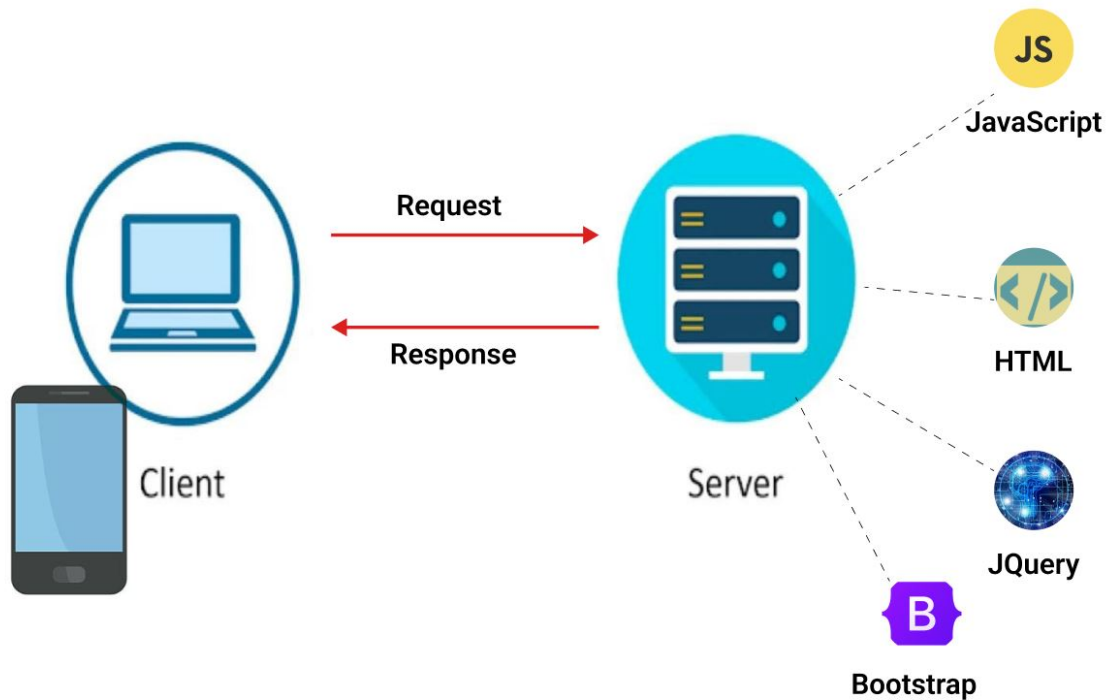 JS
JavaScript
Request
Response
Client
Server
</>
HTML
JQuery
B
Bootstrap